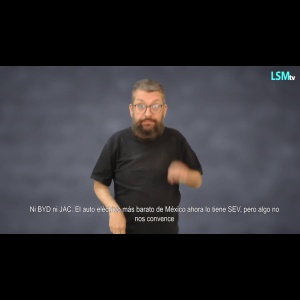 LSMtv
Ni BYD ni JAC. El auto eléctrico más barato de México ahora lo tiene SEV, pero algo no
nos convence